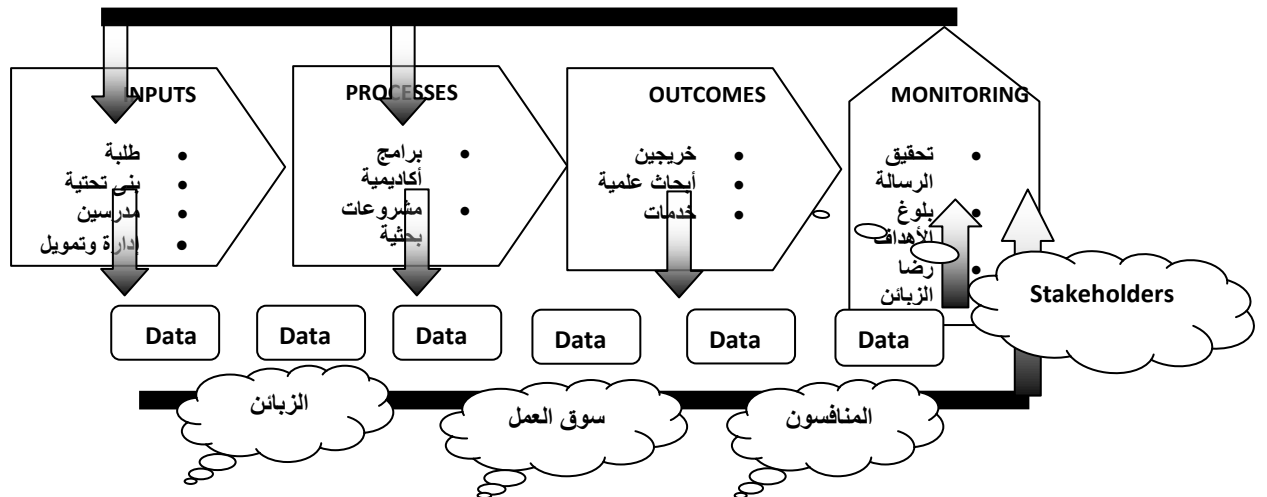 INPUTS
طلبة
بنى تحتية
مدرسين
إدارة وتمويل
PROCESSES
برامج
أكاديمية
مشروعات
بحثية
OUTCOMES
خريجين
أبحاث علمية
خدمات
MONITORING
تحقيق
الرسالة
بلوغ
الأهداف
رضا
الزبائن
Stakeholders
Data
Data
Data
Data
Data
Data
الزبائن
سوق العمل
المنافسون